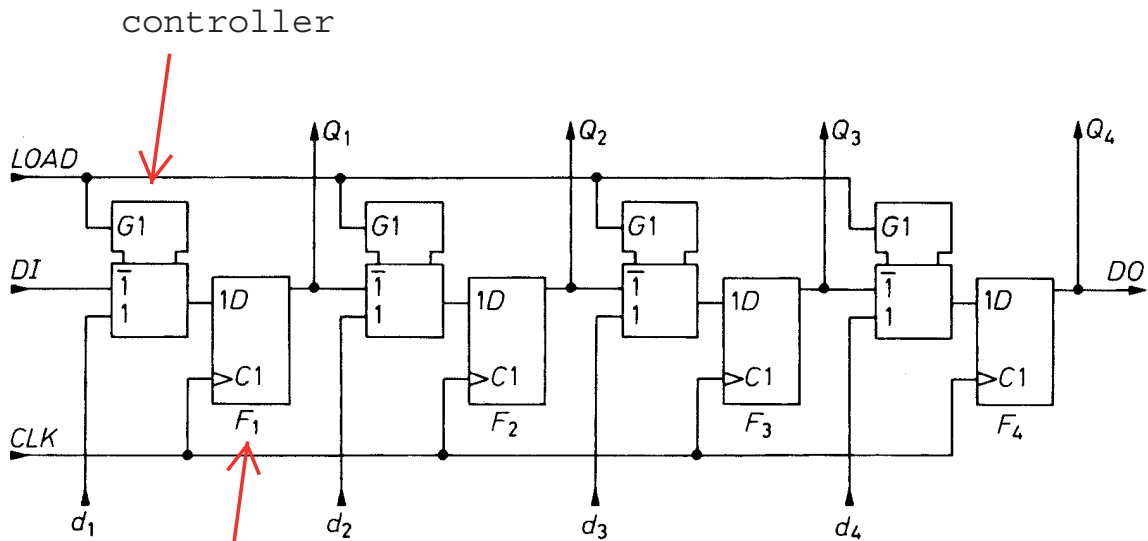 controller
Q₁ Q₂ Q₃ Q₄
LOAD
G1 G1 G1 G1
DI 1̅ 1D 1̅ 1D 1̅ 1D 1̅ 1D DO
1 1 1 1
C1 C1 C1 C1
F₁ F₂ F₃ F₄
CLK
d₁ d₂ d₃ d₄